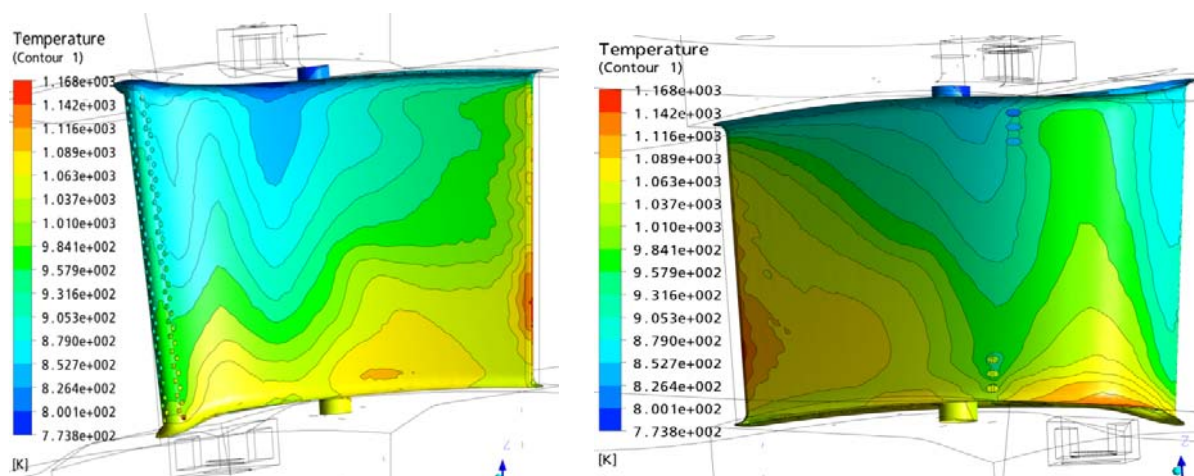 Temperature
(Contour 1)
1.168e+003
1.142e+003
1.116e+003
1.089e+003
1.063e+003
1.037e+003
1.010e+003
9.841e+002
9.579e+002
9.316e+002
9.053e+002
8.790e+002
8.527e+002
8.264e+002
8.001e+002
7.738e+002
[K]
Z
Temperature
(Contour 1)
1.168e+003
1.142e+003
1.116e+003
1.089e+003
1.063e+003
1.037e+003
1.010e+003
9.841e+002
9.579e+002
9.316e+002
9.053e+002
8.790e+002
8.527e+002
8.264e+002
8.001e+002
7.738e+002
[K]
Z